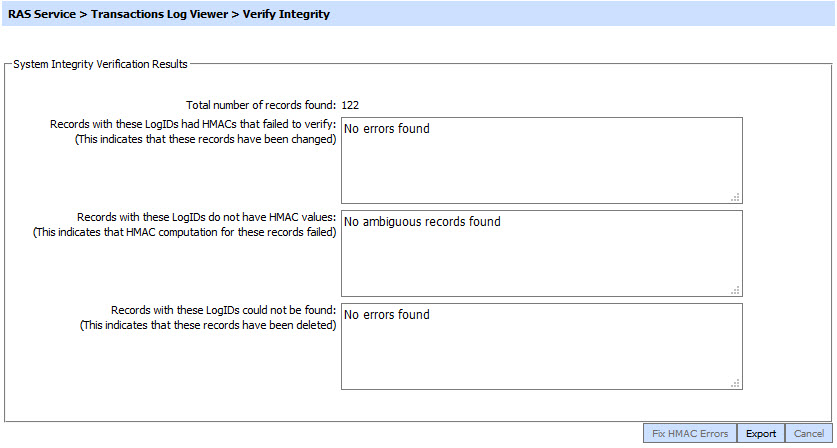 RAS Service > Transactions Log Viewer > Verify Integrity
System Integrity Verification Results
Total number of records found: 122
Records with these LogIDs had HMACs that failed to verify:
(This indicates that these records have been changed)
No errors found
Records with these LogIDs do not have HMAC values:
(This indicates that HMAC computation for these records failed)
No ambiguous records found
Records with these LogIDs could not be found:
(This indicates that these records have been deleted)
No errors found
Fix HMAC Errors Export Cancel